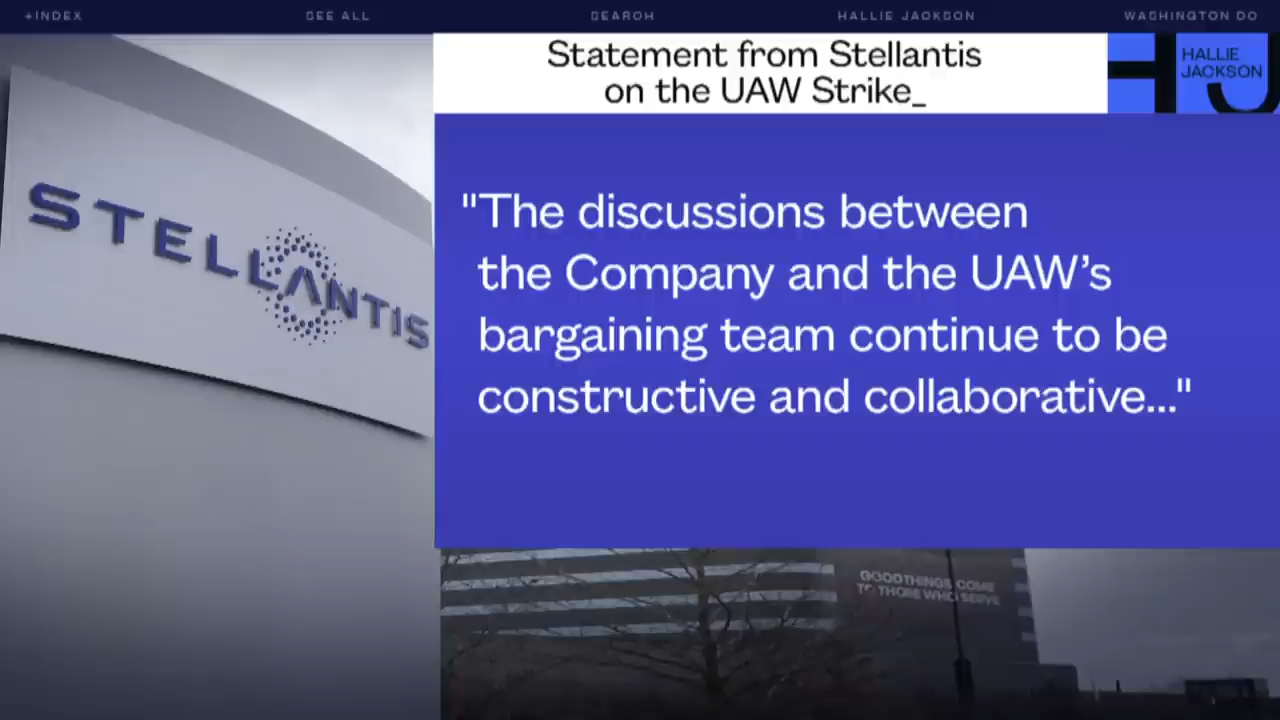 +INDEX
SEE ALL
SEARCH
HALLIE JACKSON
WASHINGTON DC
Statement from Stellantis
on the UAW Strike_
HALLIE
JACKSON
STELLANTIS
"The discussions between
the Company and the UAW’s
bargaining team continue to be
constructive and collaborative..."
GOOD THINGS COME
TO THOSE WHO SERVE